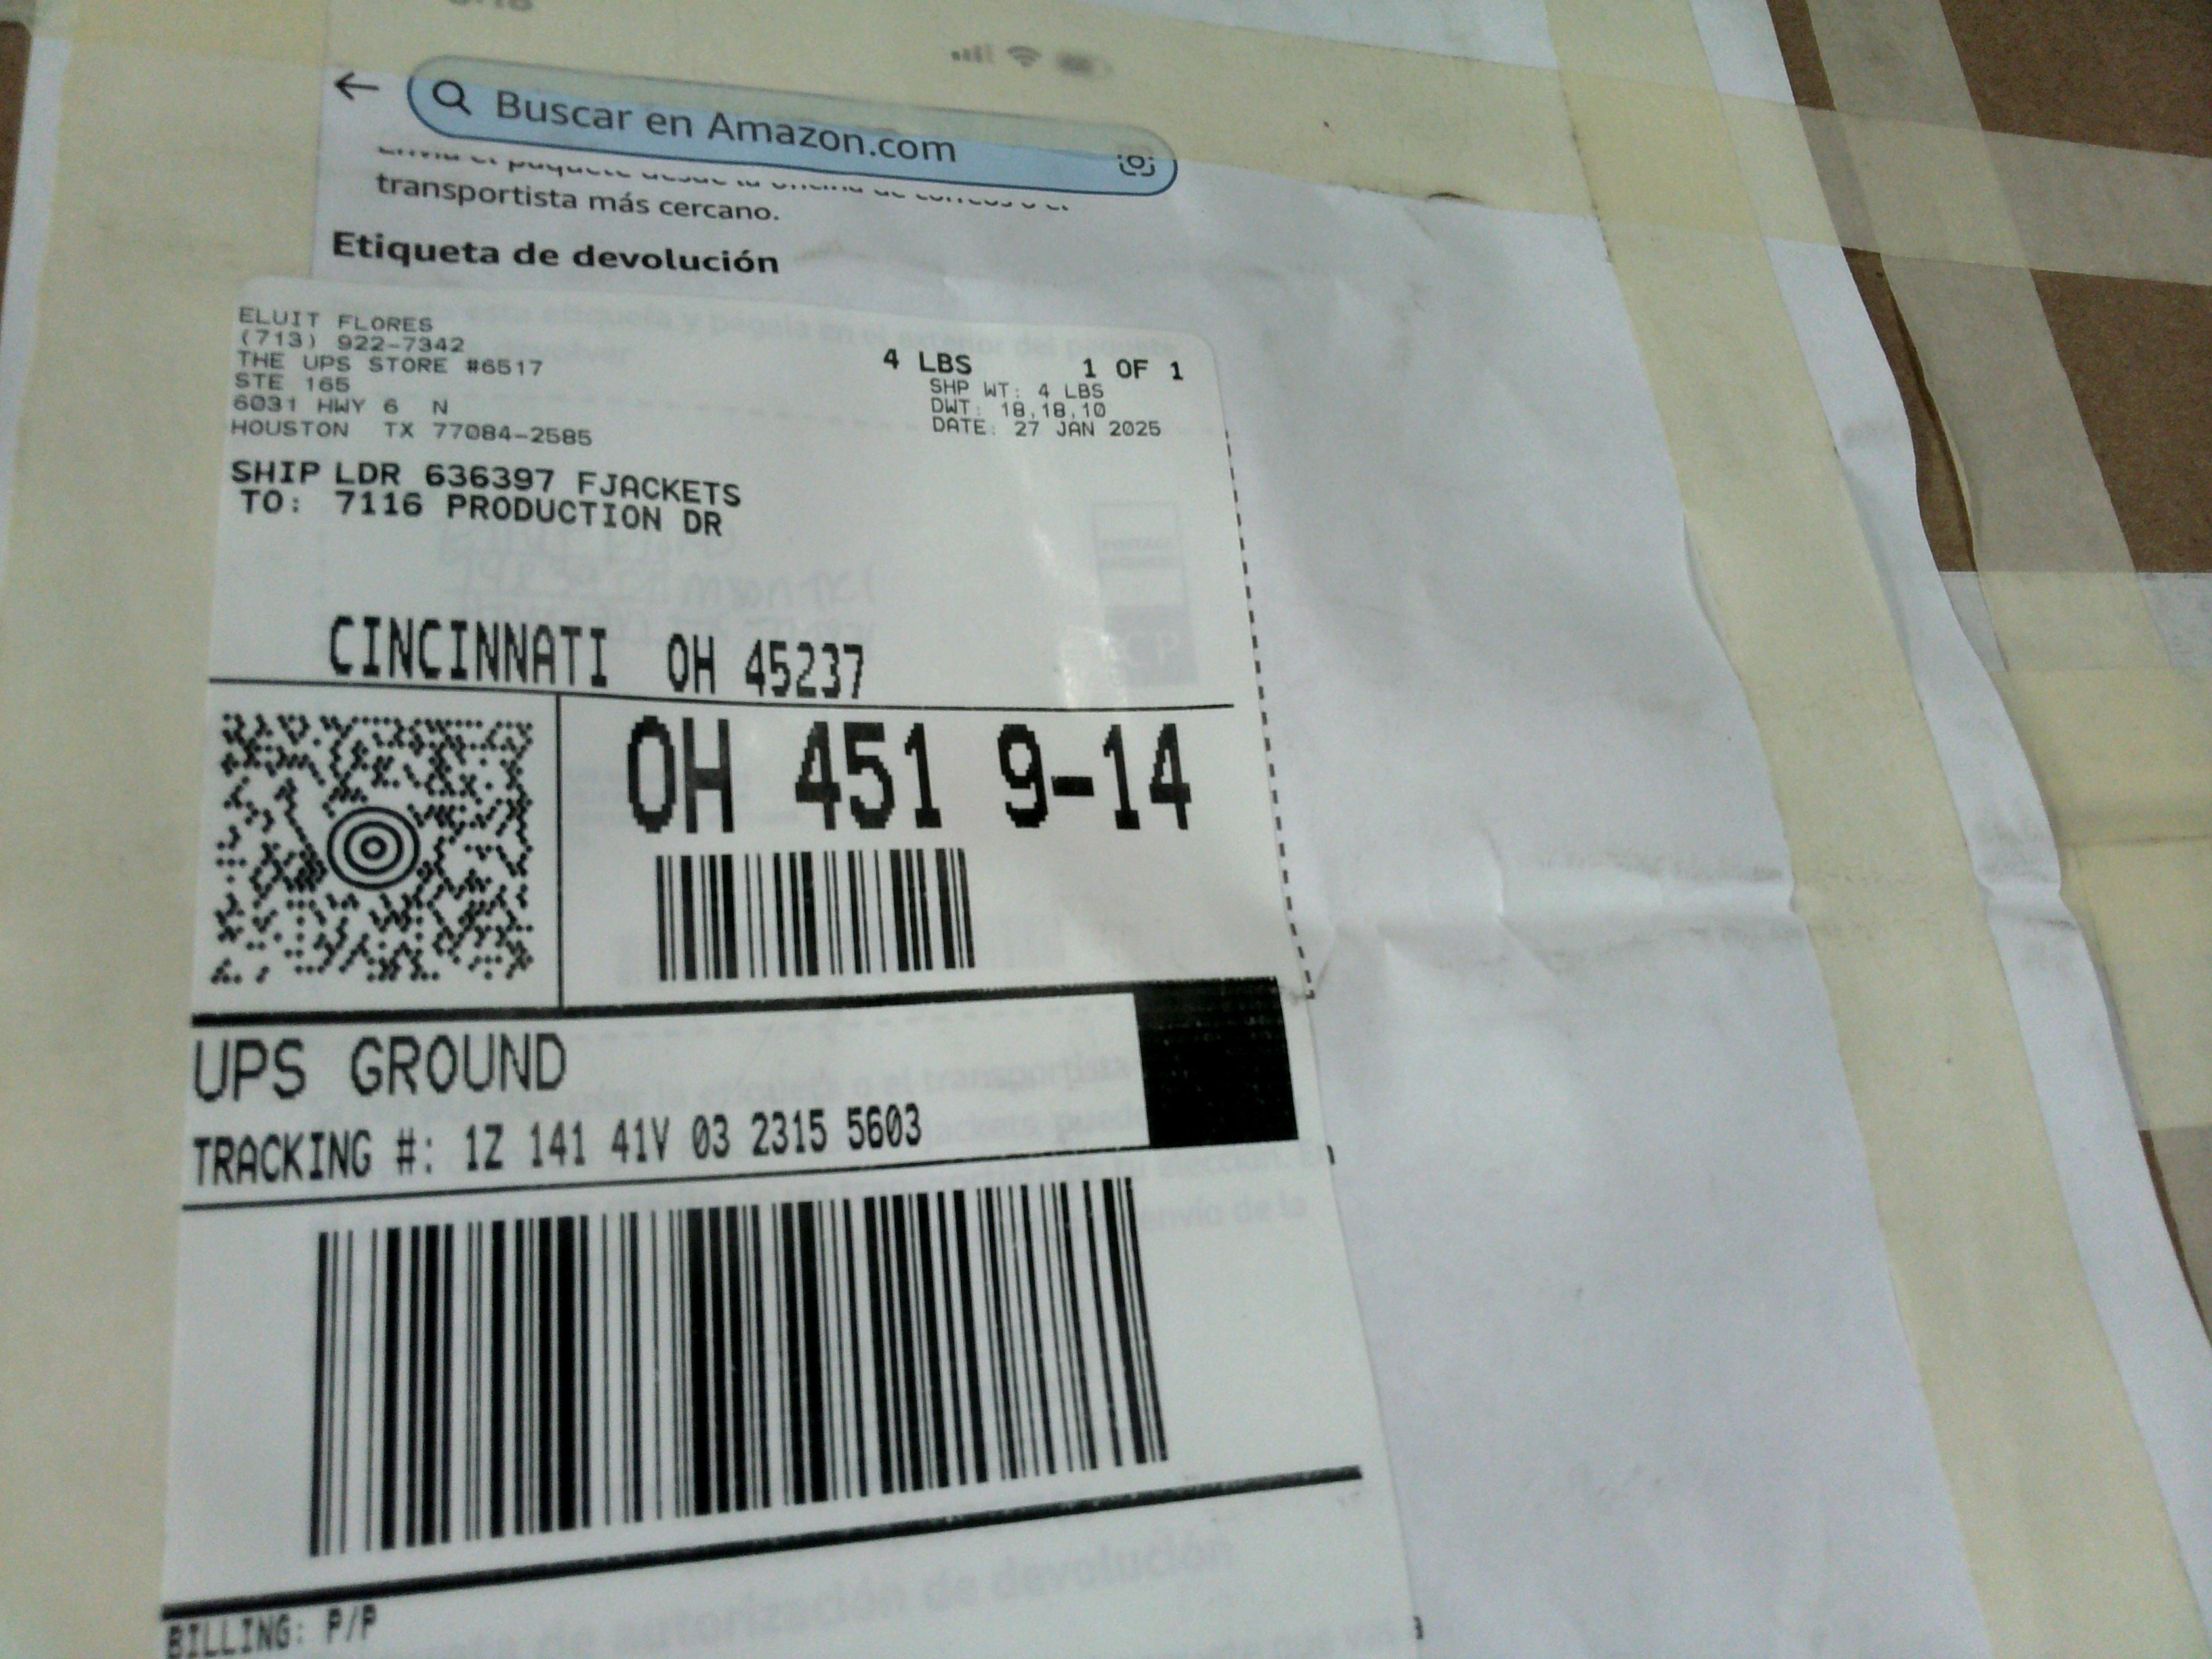 Buscar en Amazon.com
transportista más cercano.
Etiqueta de devolución
ELUIT FLORES
(713) 922-7342
THE UPS STORE #6517
STE 165
6031 HWY 6 N
HOUSTON TX 77084-2585
4 LBS 1 OF 1
SHP WT: 4 LBS
DWT: 18,18,10
DATE: 27 JAN 2025
SHIP LDR 636397 FJACKETS
TO: 7116 PRODUCTION DR
CINCINNATI OH 45237
OH 451 9-14
UPS GROUND
TRACKING #: 1Z 141 41V 03 2315 5603
BILLING: P/P